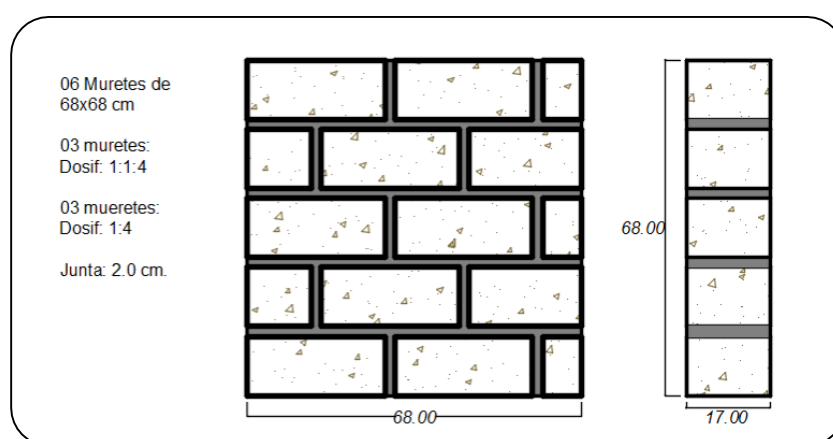 06 Muretes de
68x68 cm
03 muretes:
Dosif: 1:1:4
03 mueretes:
Dosif: 1:4
Junta: 2.0 cm.
68.00
68.00
17.00